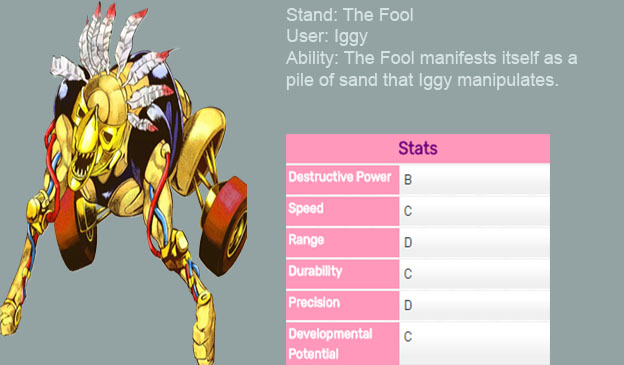 Stand: The Fool
User: Iggy
Ability: The Fool manifests itself as a
pile of sand that Iggy manipulates.
Stats
Destructive Power B
Speed C
Range D
Durability C
Precision D
Developmental C
Potential